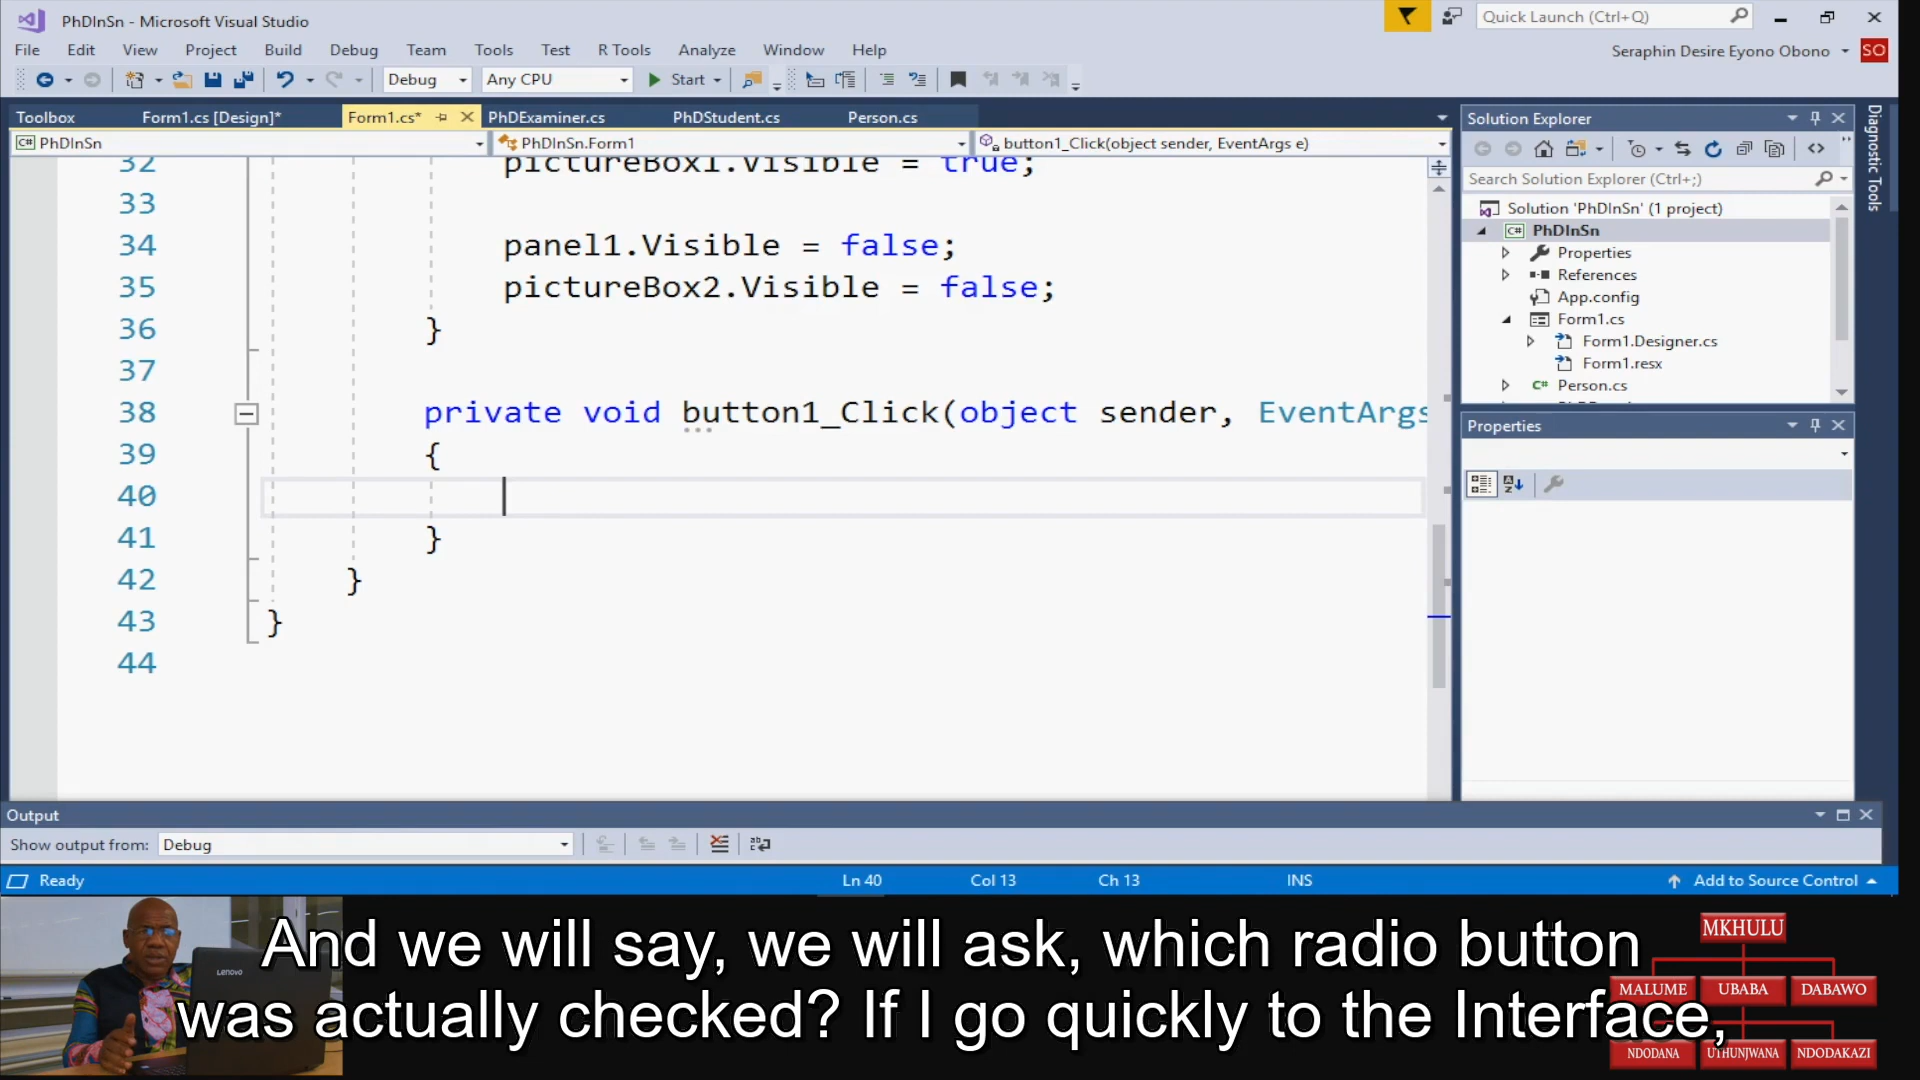 PhDInSn - Microsoft Visual Studio
Quick Launch (Ctrl+Q)
File Edit View Project Build Debug Team Tools Test R Tools Analyze Window Help
Seraphin Desire Eyono Obono SO
Debug Any CPU Start
Toolbox Form1.cs [Design]* Form1.cs* PhDExaminer.cs PhDStudent.cs Person.cs
PhDInSn PhDInSn.Form1 button1_Click(object sender, EventArgs e)
32 pictureBox1.Visible = true;
33
34 panel1.Visible = false;
35 pictureBox2.Visible = false;
36 }
37
38 private void button1_Click(object sender, EventArgs
39 {
40
41 }
42 }
43 }
44
Solution Explorer
Search Solution Explorer (Ctrl+;)
Solution 'PhDInSn' (1 project)
PhDInSn
Properties
References
App.config
Form1.cs
Form1.Designer.cs
Form1.resx
Person.cs
Diagnostic Tools
Properties
Output
Show output from: Debug
Ready Ln 40 Col 13 Ch 13 INS Add to Source Control
Lenovo
And we will say, we will ask, which radio button
was actually checked? If I go quickly to the Interface,
MKHULU
MALUME UBABA DABAWO
NDODANA UTHUNJWANA NDODAKAZI